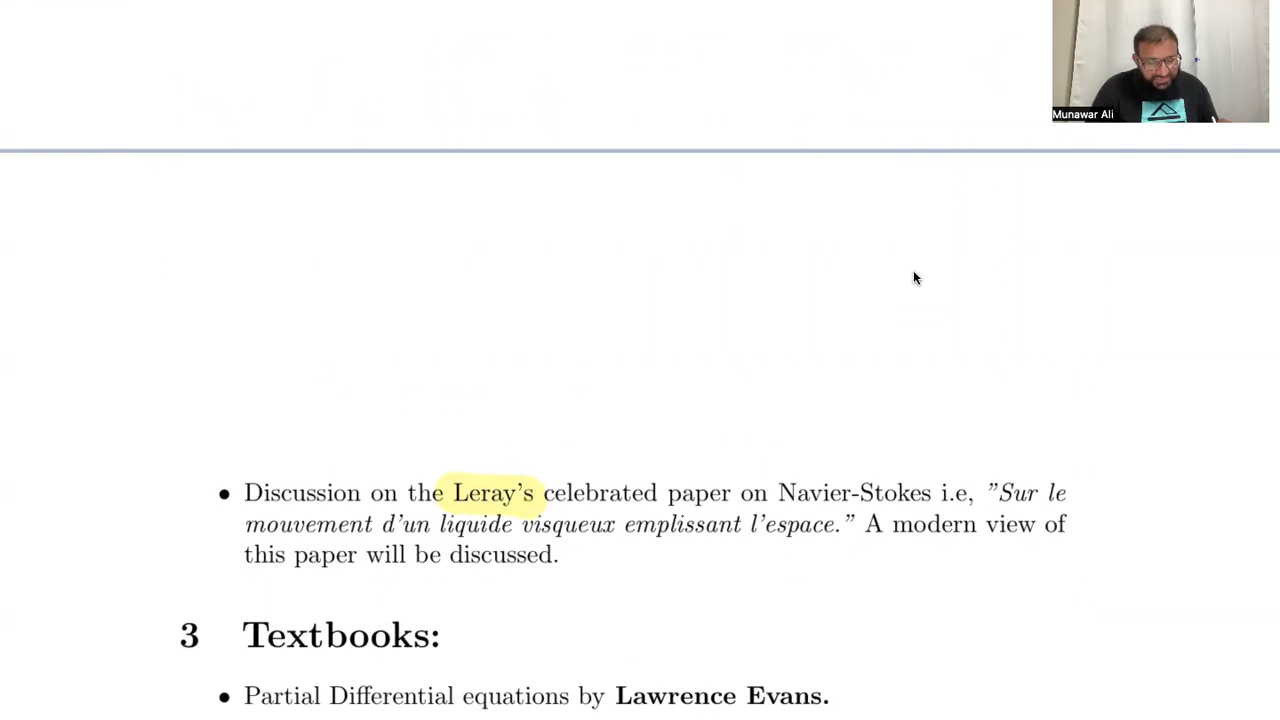 Munawar Ali
• Discussion on the Leray's celebrated paper on Navier-Stokes i.e, ”Sur le
mouvement d'un liquide visqueux emplissant l'espace.” A modern view of
this paper will be discussed.
3 Textbooks:
• Partial Differential equations by Lawrence Evans.